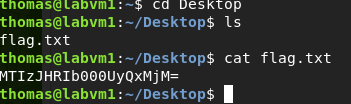 thomas@labvm1:~$ cd Desktop
thomas@labvm1:~/Desktop$ ls
flag.txt
thomas@labvm1:~/Desktop$ cat flag.txt
MTIzJHRIb000UyQxMjM=
thomas@labvm1:~/Desktop$